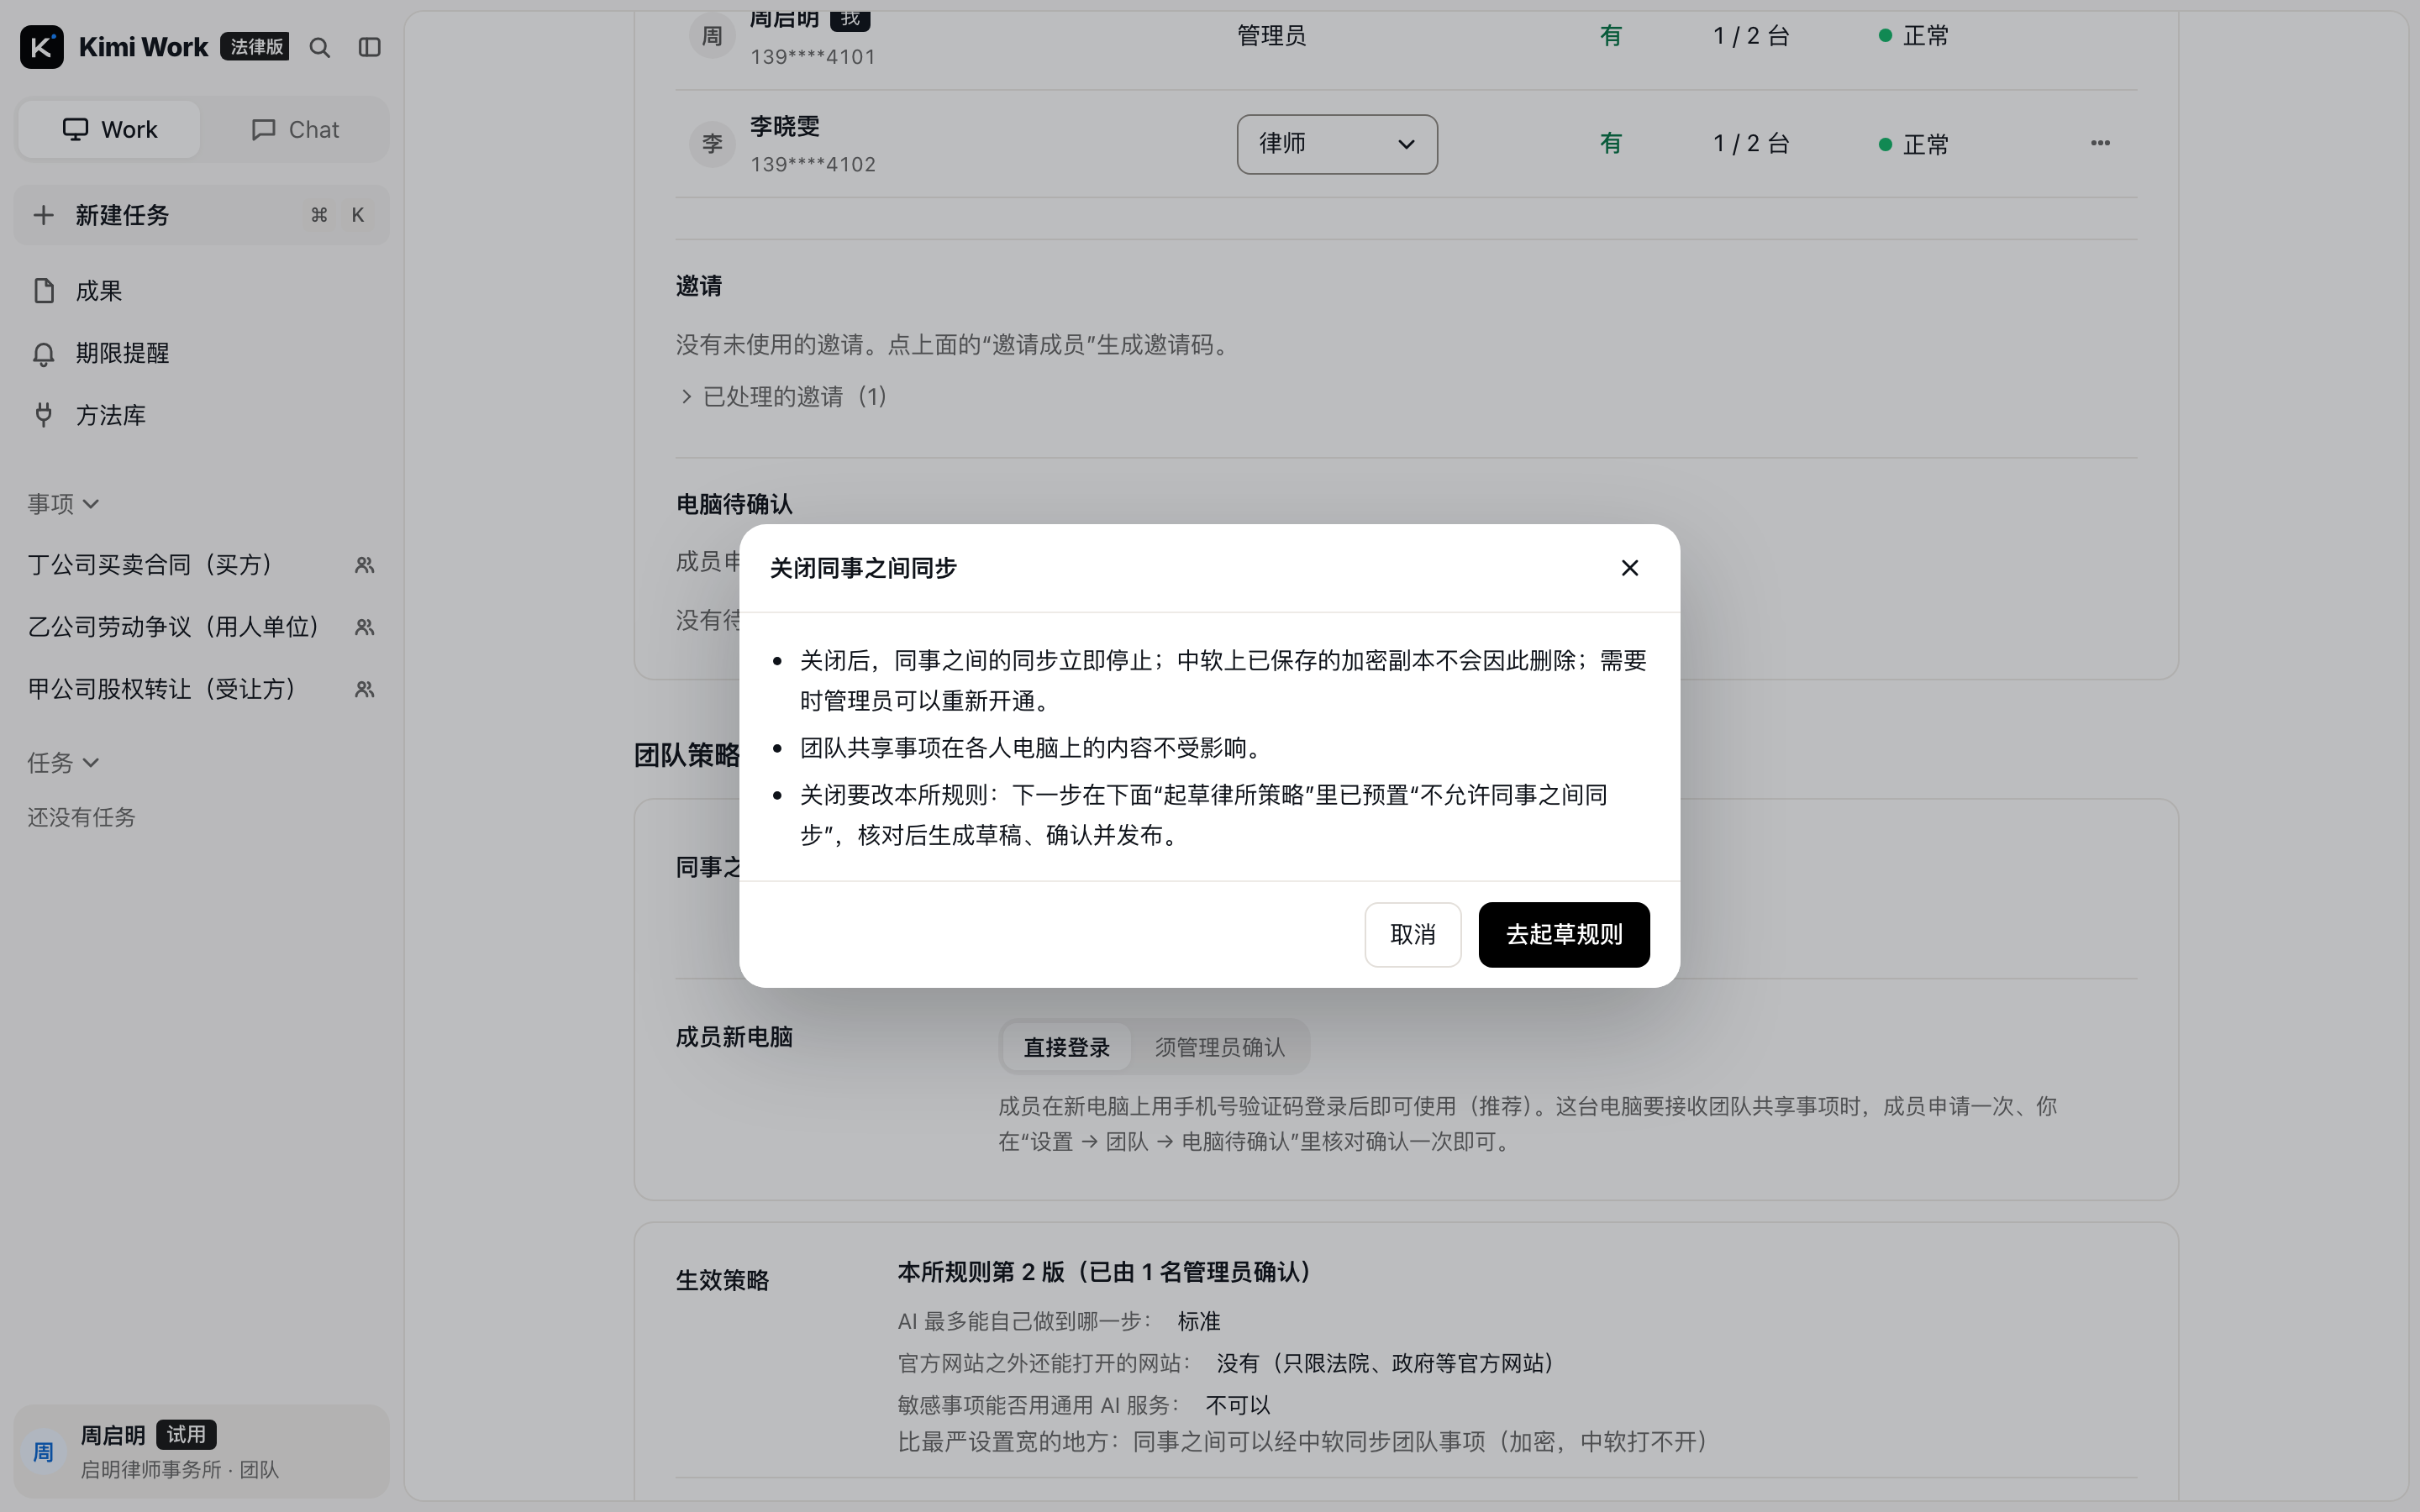 Kimi Work 法律版
Work
Chat
新建任务 ⌘ K
成果
期限提醒
方法库
事项
丁公司买卖合同（买方）
乙公司劳动争议（用人单位）
甲公司股权转让（受让方）
任务
还没有任务
周 周启明 试用
启明律师事务所 · 团队
周 周启明 我
139****4101
管理员 有 1 / 2 台 正常
李 李晓雯
139****4102
律师 有 1 / 2 台 正常
邀请
没有未使用的邀请。点上面的“邀请成员”生成邀请码。
已处理的邀请（1）
电脑待确认
成员申
没有待
关闭同事之间同步
• 关闭后，同事之间的同步立即停止；中软上已保存的加密副本不会因此删除；需要
时管理员可以重新开通。
• 团队共享事项在各人电脑上的内容不受影响。
• 关闭要改本所规则：下一步在下面“起草律所策略”里已预置“不允许同事之间同
步”，核对后生成草稿、确认并发布。
取消
去起草规则
团队策略
同事之
成员新电脑
直接登录 须管理员确认
成员在新电脑上用手机号验证码登录后即可使用（推荐）。这台电脑要接收团队共享事项时，成员申请一次、你
在“设置 → 团队 → 电脑待确认”里核对确认一次即可。
生效策略
本所规则第 2 版（已由 1 名管理员确认）
AI 最多能自己做到哪一步： 标准
官方网站之外还能打开的网站： 没有（只限法院、政府等官方网站）
敏感事项能否用通用 AI 服务： 不可以
比最严设置宽的地方：同事之间可以经中软同步团队事项（加密，中软打不开）